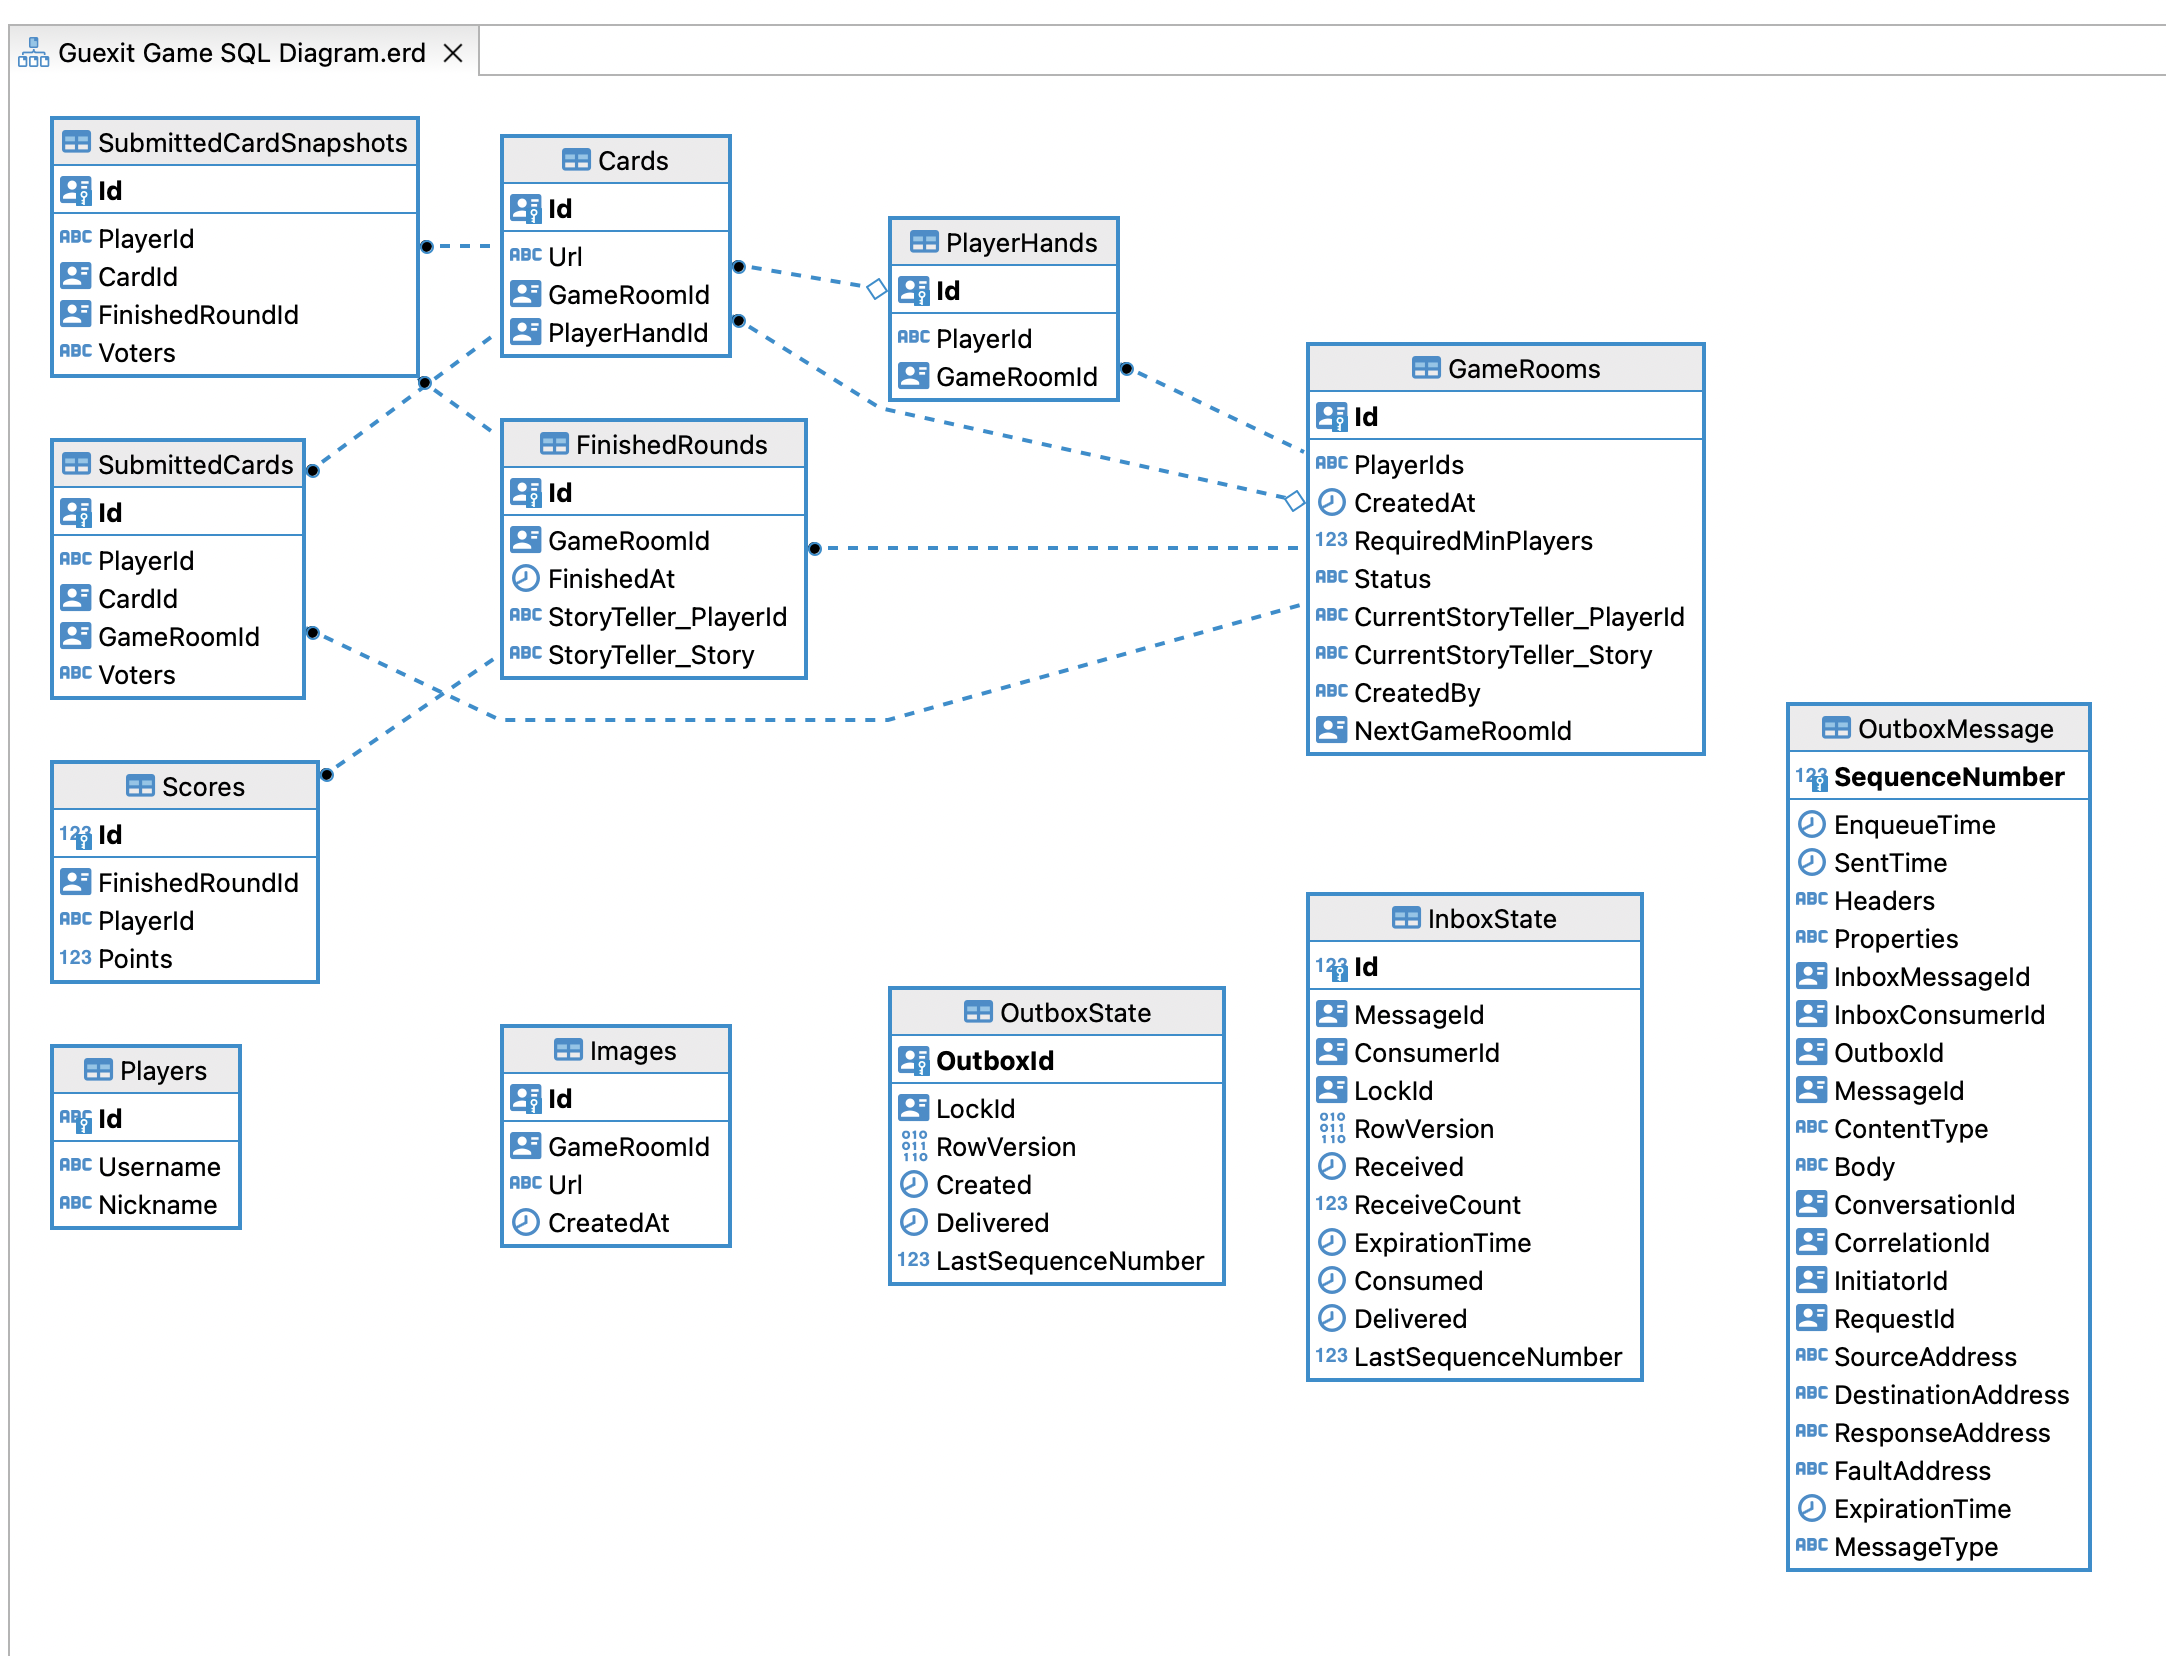 Guexit Game SQL Diagram.erd
SubmittedCardSnapshots
Id
ABC PlayerId
CardId
FinishedRoundId
ABC Voters
Cards
Id
ABC Url
GameRoomId
PlayerHandId
PlayerHands
Id
ABC PlayerId
GameRoomId
GameRooms
Id
ABC PlayerIds
CreatedAt
123 RequiredMinPlayers
ABC Status
ABC CurrentStoryTeller_PlayerId
ABC CurrentStoryTeller_Story
ABC CreatedBy
NextGameRoomId
SubmittedCards
Id
ABC PlayerId
CardId
GameRoomId
ABC Voters
FinishedRounds
Id
GameRoomId
FinishedAt
ABC StoryTeller_PlayerId
ABC StoryTeller_Story
Scores
123 Id
FinishedRoundId
ABC PlayerId
123 Points
Players
ABC Id
ABC Username
ABC Nickname
Images
Id
GameRoomId
ABC Url
CreatedAt
OutboxState
OutboxId
LockId
010 011 110 RowVersion
Created
Delivered
123 LastSequenceNumber
InboxState
123 Id
MessageId
ConsumerId
LockId
010 011 110 RowVersion
Received
123 ReceiveCount
ExpirationTime
Consumed
Delivered
123 LastSequenceNumber
OutboxMessage
123 SequenceNumber
EnqueueTime
SentTime
ABC Headers
ABC Properties
InboxMessageId
InboxConsumerId
OutboxId
MessageId
ABC ContentType
ABC Body
ConversationId
CorrelationId
InitiatorId
RequestId
ABC SourceAddress
ABC DestinationAddress
ABC ResponseAddress
ABC FaultAddress
ExpirationTime
ABC MessageType